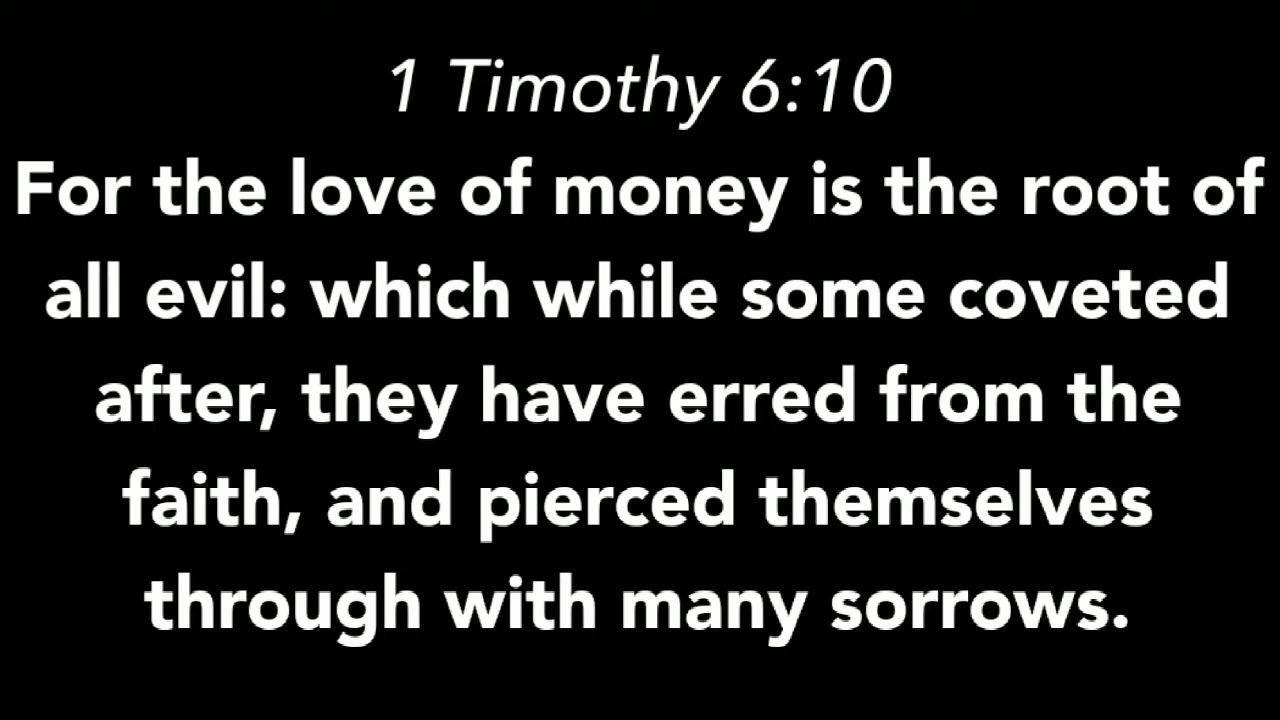 1 Timothy 6:10
For the love of money is the root of
all evil: which while some coveted
after, they have erred from the
faith, and pierced themselves
through with many sorrows.